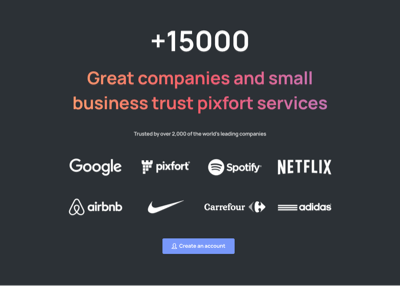 +15000
Great companies and small
business trust pixfort services
Trusted by over 2,000 of the world's leading companies
Google pixfort Spotify NETFLIX
airbnb Carrefour adidas
Create an account